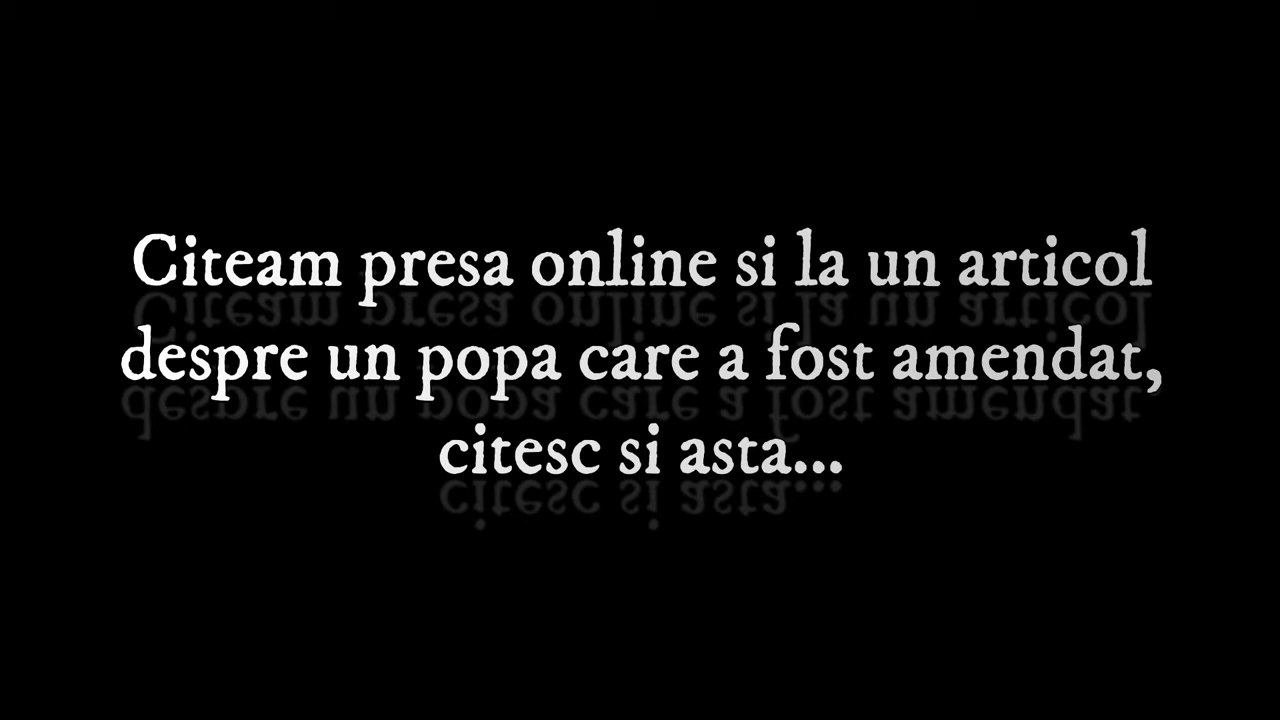 Citeam presa online si la un articol
despre un popa care a fost amendat,
citesc si asta...